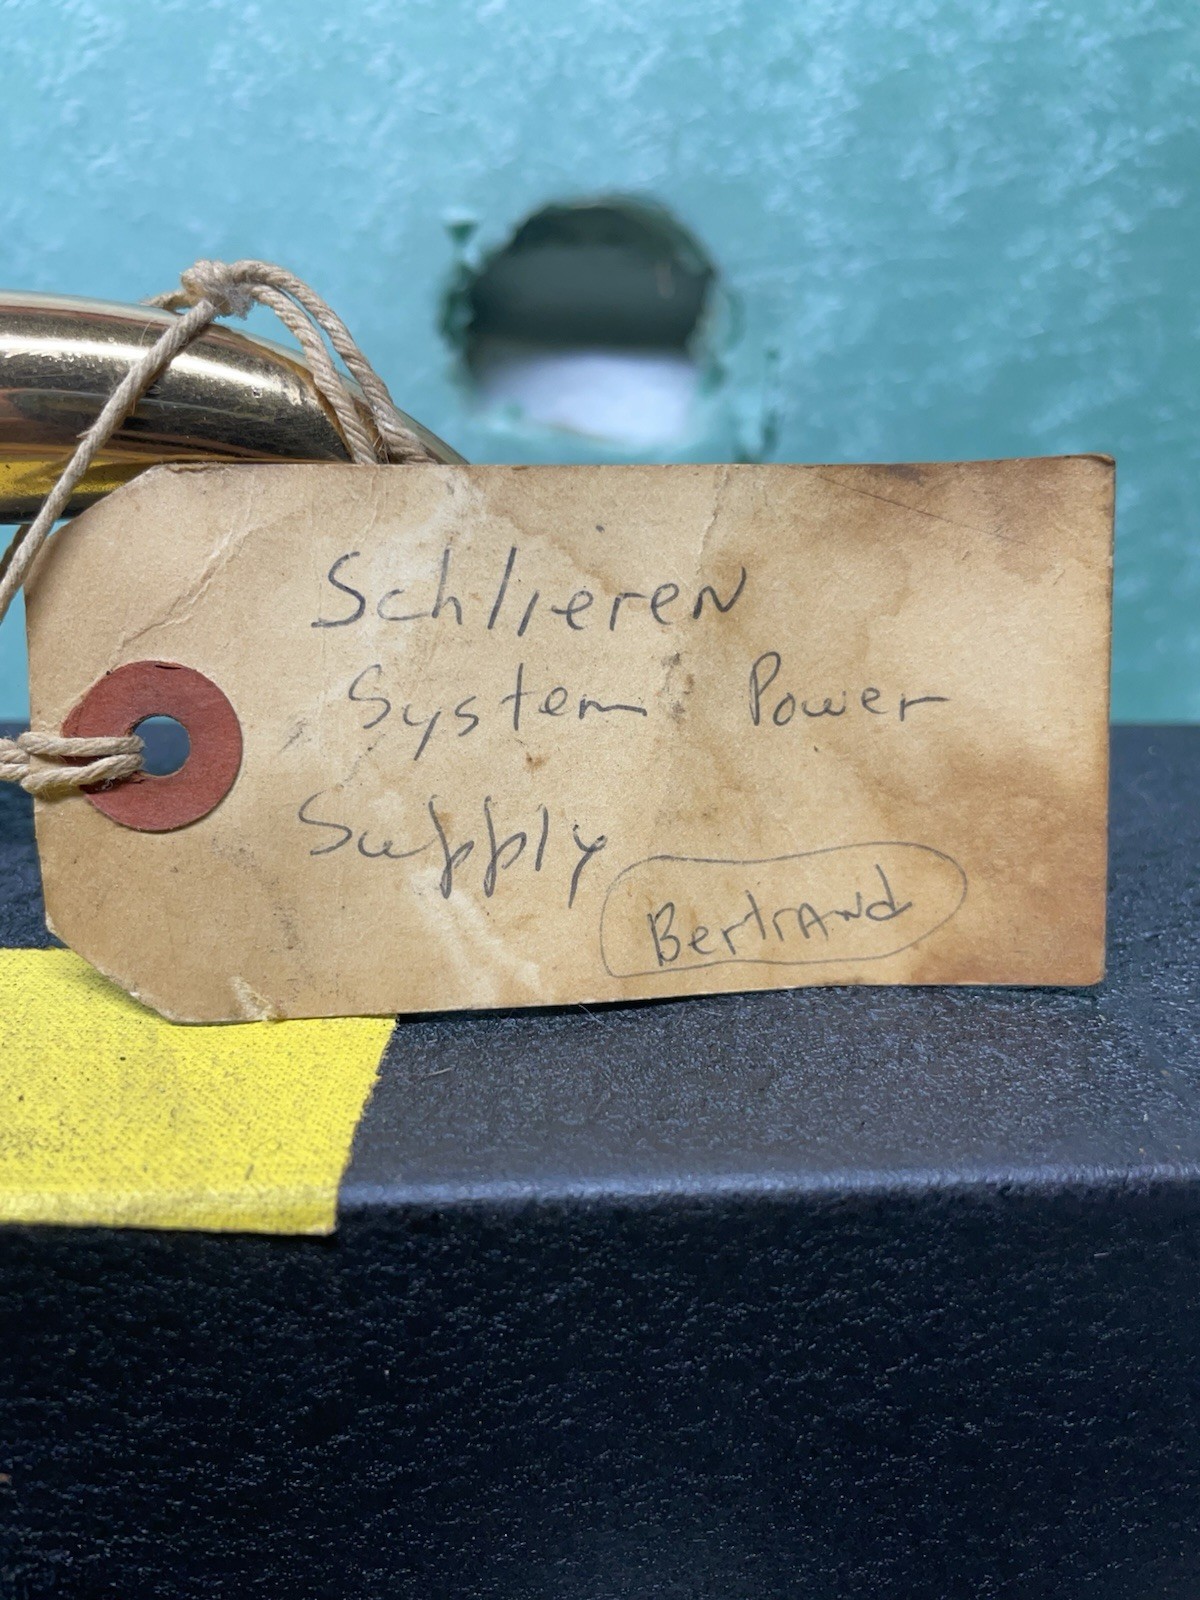 Schlieren
System Power
Supply
Bertrand